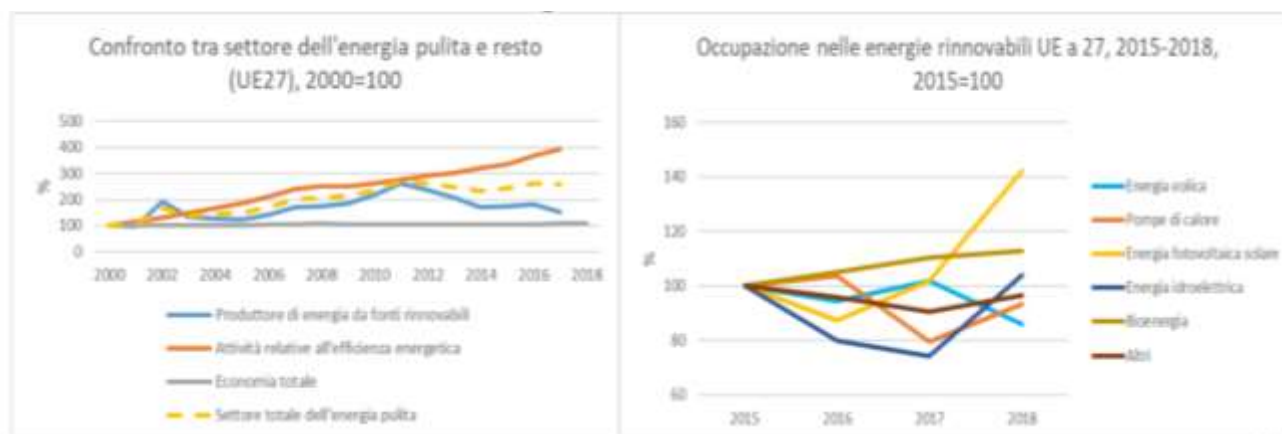 Confronto tra settore dell'energia pulita e resto
(UE27), 2000=100
500
400
300
200
100
0
%
2000 2002 2004 2006 2008 2010 2012 2014 2016 2018
Produttore di energia da fonti rinnovabili
Attività relative all'efficienza energetica
Economia totale
Settore totale dell'energia pulita
Occupazione nelle energie rinnovabili UE a 27, 2015-2018,
2015=100
160
140
120
100
80
60
%
2015 2016 2017 2018
Energia eolica
Pompe di calore
Energia fotovoltaica solare
Energia idroelettrica
Bioenergia
Altri